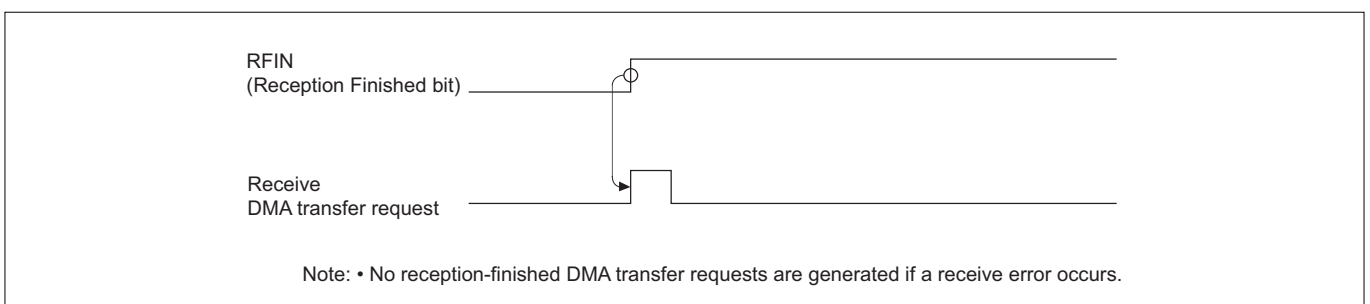 RFIN
(Reception Finished bit)
Receive
DMA transfer request
Note: • No reception-finished DMA transfer requests are generated if a receive error occurs.